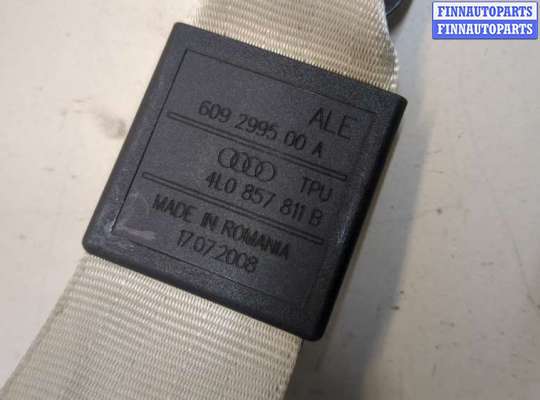 FINNAUTOPARTS
FINNAUTOPARTS
ALE
609 2995 00 A
TPU
4L0 857 811 B
MADE IN ROMANIA
17.07.2008